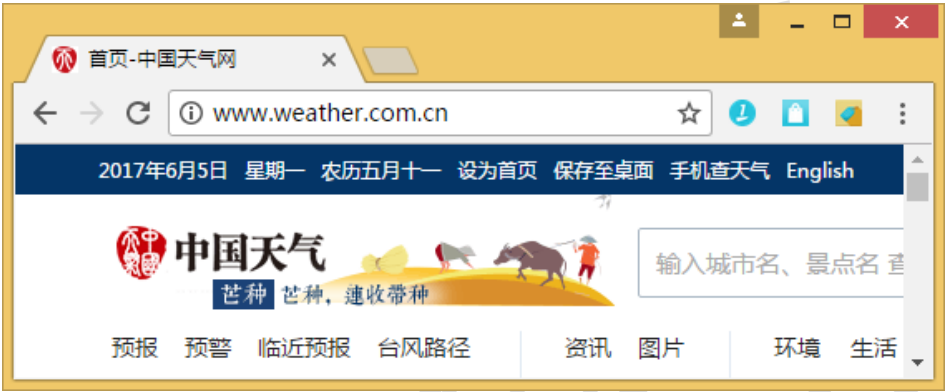 首页-中国天气网
www.weather.com.cn
2017年6月5日 星期一 农历五月十一 设为首页 保存至桌面 手机查天气 English
中国天气
输入城市名、景点名 查
芒种 芒种，連收帶种
预报 预警 临近预报 台风路径 资讯 图片 环境 生活